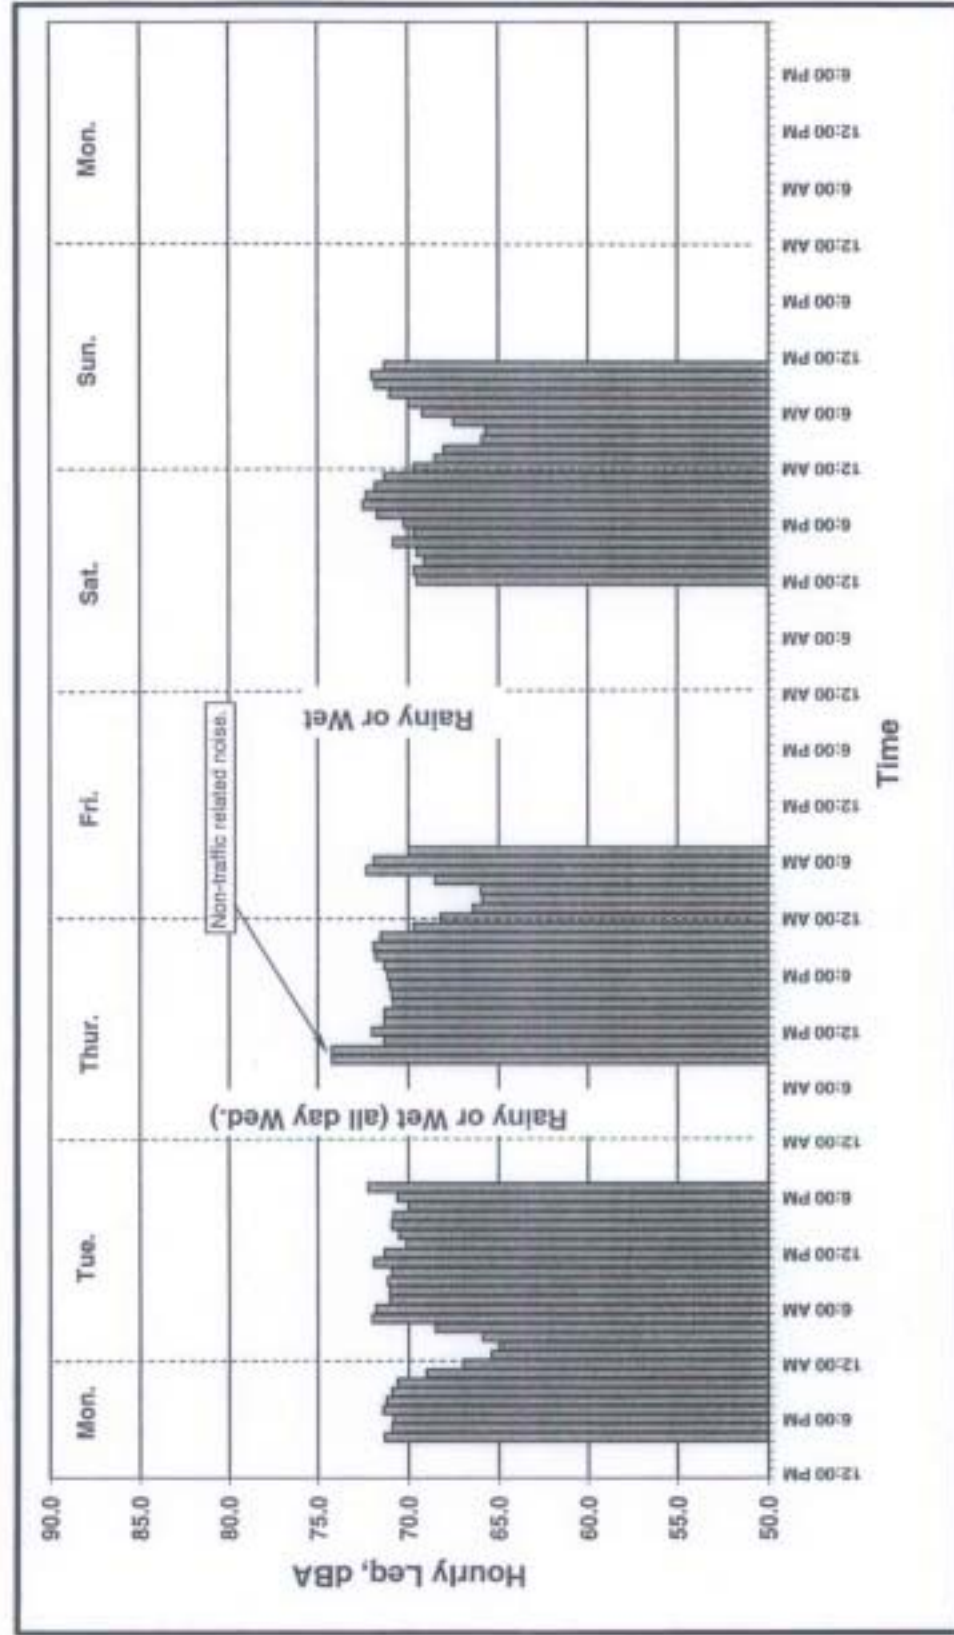 Mon.
Tue.
Thur.
Fri.
Sat.
Sun.
Mon.
90.0
85.0
80.0
75.0
70.0
65.0
60.0
55.0
50.0
Hourly Leq, dBA
Non-traffic related noise.
Rainy or Wet (all day Wed.)
Rainy or Wet
12:00 PM
6:00 PM
12:00 AM
6:00 AM
12:00 PM
6:00 PM
12:00 AM
6:00 AM
12:00 PM
6:00 PM
12:00 AM
6:00 AM
12:00 PM
6:00 PM
12:00 AM
6:00 AM
12:00 PM
6:00 PM
12:00 AM
6:00 AM
12:00 PM
6:00 PM
12:00 AM
6:00 AM
12:00 PM
6:00 PM
Time